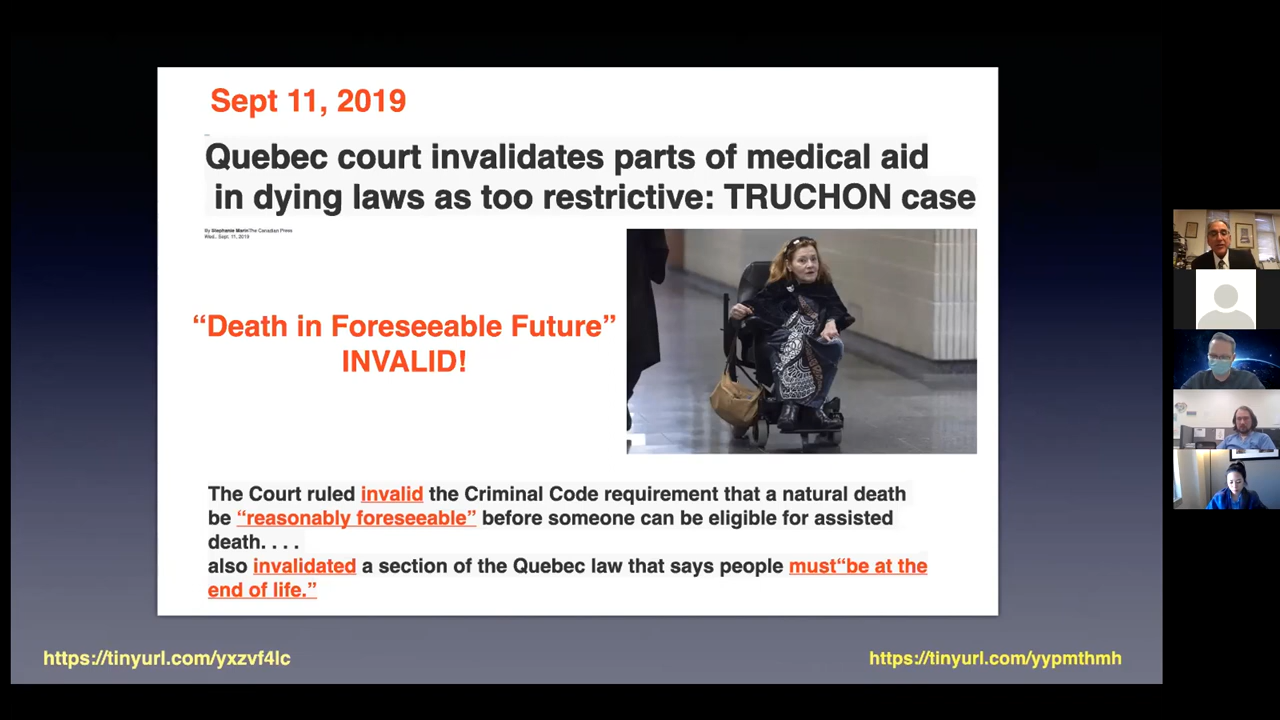 Sept 11, 2019
Quebec court invalidates parts of medical aid
in dying laws as too restrictive: TRUCHON case
By Stephanie Marin The Canadian Press
Wed., Sept. 11, 2019
“Death in Foreseeable Future”
INVALID!
The Court ruled invalid the Criminal Code requirement that a natural death
be “reasonably foreseeable” before someone can be eligible for assisted
death. . . .
also invalidated a section of the Quebec law that says people must“be at the
end of life.”
https://tinyurl.com/yxzvf4lc
https://tinyurl.com/yypmthmh